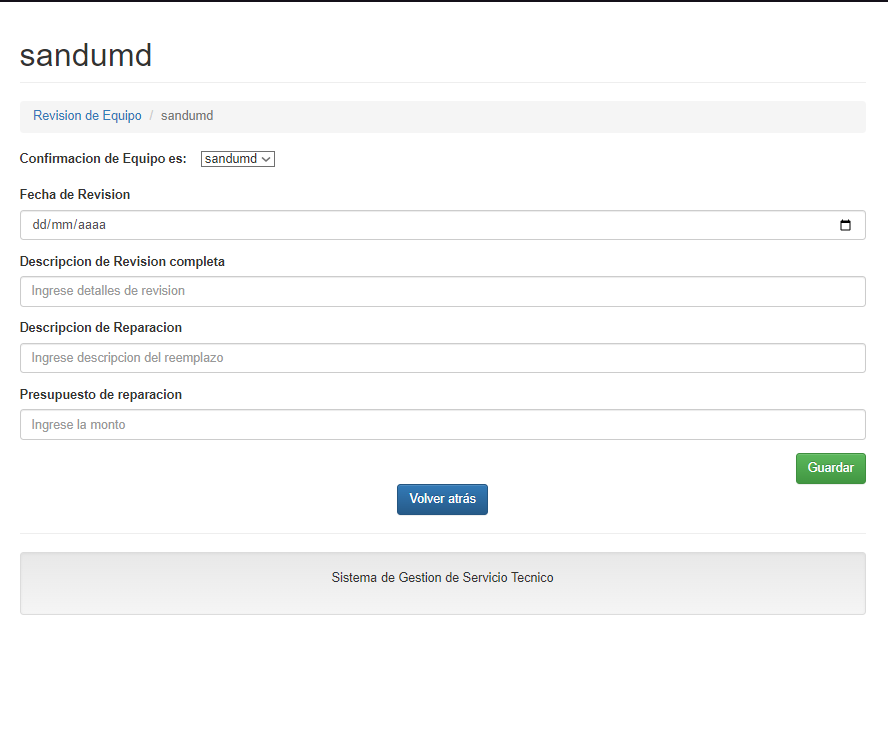 sandumd
Revision de Equipo / sandumd
Confirmacion de Equipo es: sandumd
Fecha de Revision
dd/mm/aaaa
Descripcion de Revision completa
Ingrese detalles de revision
Descripcion de Reparacion
Ingrese descripcion del reemplazo
Presupuesto de reparacion
Ingrese la monto
Guardar
Volver atrás
Sistema de Gestion de Servicio Tecnico